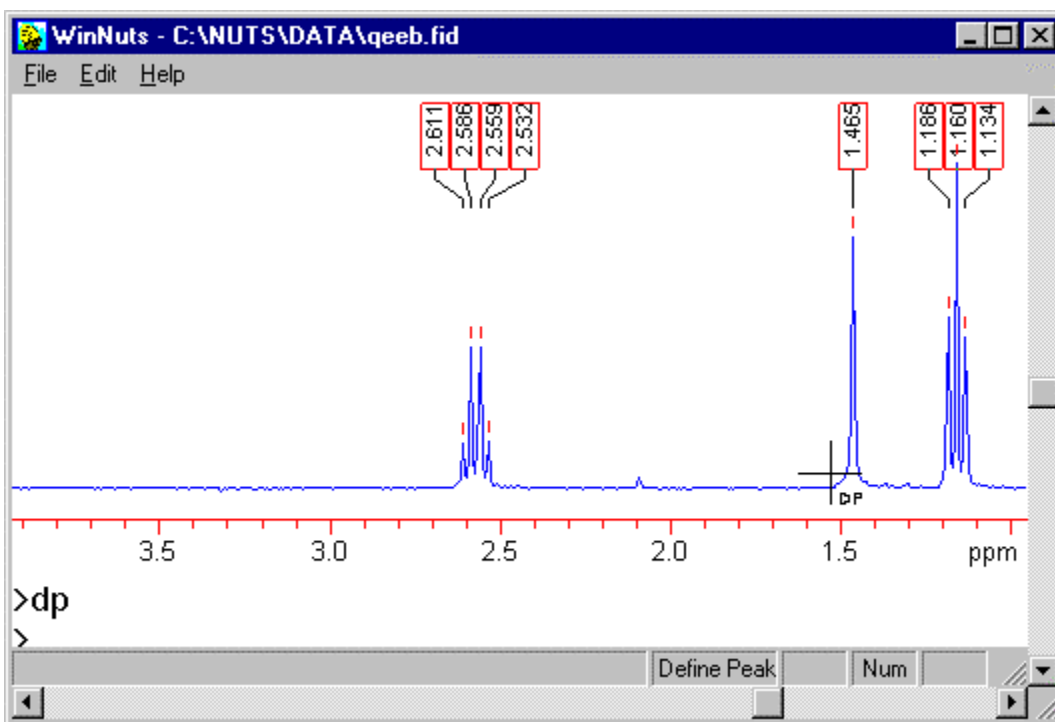 WinNuts - C:\NUTS\DATA\qeeb.fid
File Edit Help
2.611 2.586 2.559 2.532 1.465 1.186 1.160 1.134
DP
3.5 3.0 2.5 2.0 1.5 ppm
>dp
>
Define Peak Num